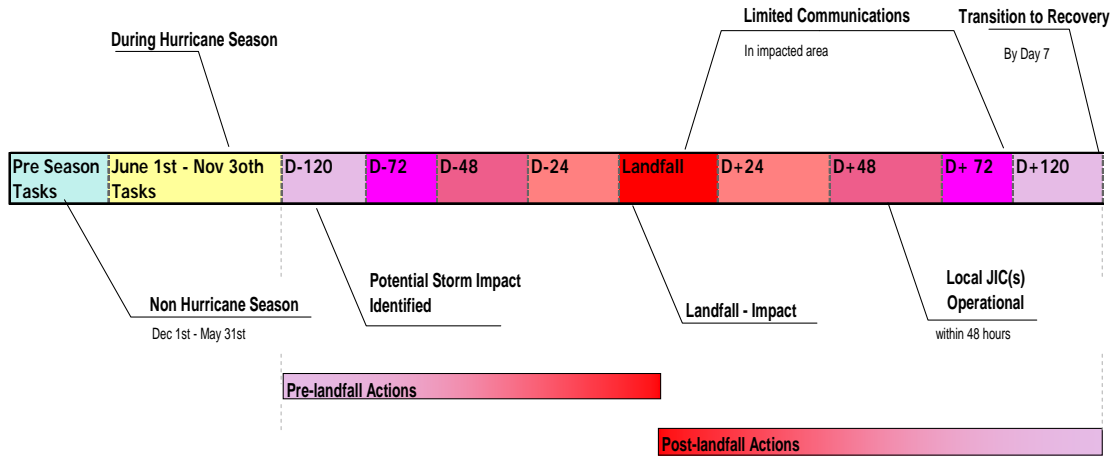 Limited Communications
Transition to Recovery
During Hurricane Season
In impacted area
By Day 7
Pre Season
Tasks
June 1st - Nov 3oth
Tasks
D-120
D-72
D-48
D-24
Landfall
D+24
D+48
D+ 72
D+120
Potential Storm Impact
Identified
Local JIC(s)
Operational
Non Hurricane Season
Landfall - Impact
Dec 1st - May 31st
within 48 hours
Pre-landfall Actions
Post-landfall Actions